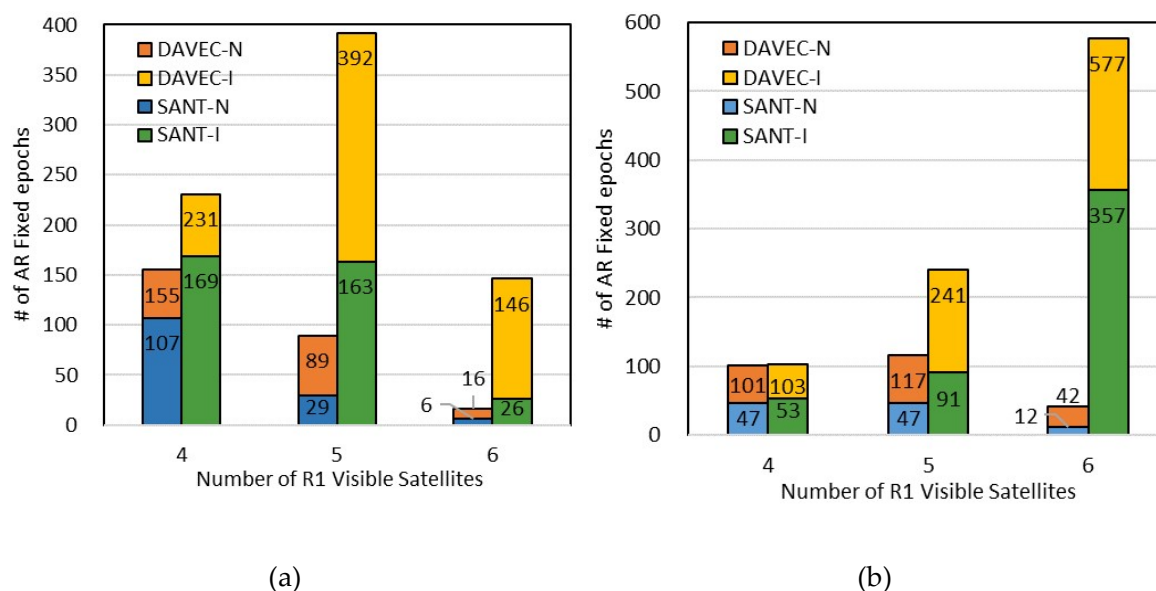 400
350
300
250
200
150
100
50
0
# of AR Fixed epochs
DAVEC-N
DAVEC-I
SANT-N
SANT-I
155
107
231
169
89
29
392
163
16
6
146
26
4 5 6
Number of R1 Visible Satellites
(a)
600
500
400
300
200
100
0
# of AR Fixed epochs
DAVEC-N
DAVEC-I
SANT-N
SANT-I
101
47
103
53
117
47
241
91
42
12
577
357
4 5 6
Number of R1 Visible Satellites
(b)